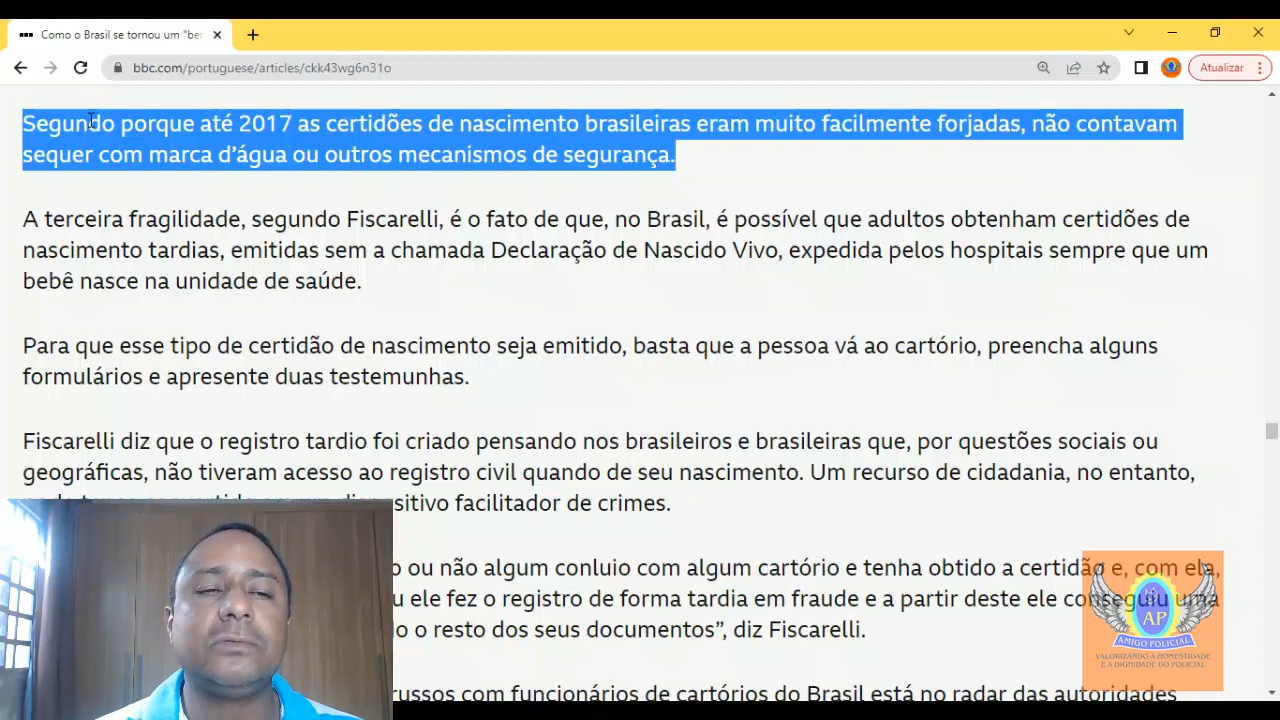 Como o Brasil se tornou um "ber
bbc.com/portuguese/articles/ckk43wg6n31o
Atualizar
Segundo porque até 2017 as certidões de nascimento brasileiras eram muito facilmente forjadas, não contavam
sequer com marca d’água ou outros mecanismos de segurança.
A terceira fragilidade, segundo Fiscarelli, é o fato de que, no Brasil, é possível que adultos obtenham certidões de
nascimento tardias, emitidas sem a chamada Declaração de Nascido Vivo, expedida pelos hospitais sempre que um
bebê nasce na unidade de saúde.
Para que esse tipo de certidão de nascimento seja emitido, basta que a pessoa vá ao cartório, preencha alguns
formulários e apresente duas testemunhas.
Fiscarelli diz que o registro tardio foi criado pensando nos brasileiros e brasileiras que, por questões sociais ou
geográficas, não tiveram acesso ao registro civil quando de seu nascimento. Um recurso de cidadania, no entanto,
facilitador de crimes.
o ou não algum conluio com algum cartório e tenha obtido a certidão e, com ela,
u ele fez o registro de forma tardia em fraude e a partir deste ele conseguiu uma
o o resto dos seus documentos”, diz Fiscarelli.
russos com funcionários de cartórios do Brasil está no radar das autoridades
AP
AMIGO POLICIAL
VALORIZANDO A HONESTIDADE
E A DIGNIDADE DO POLICIAL